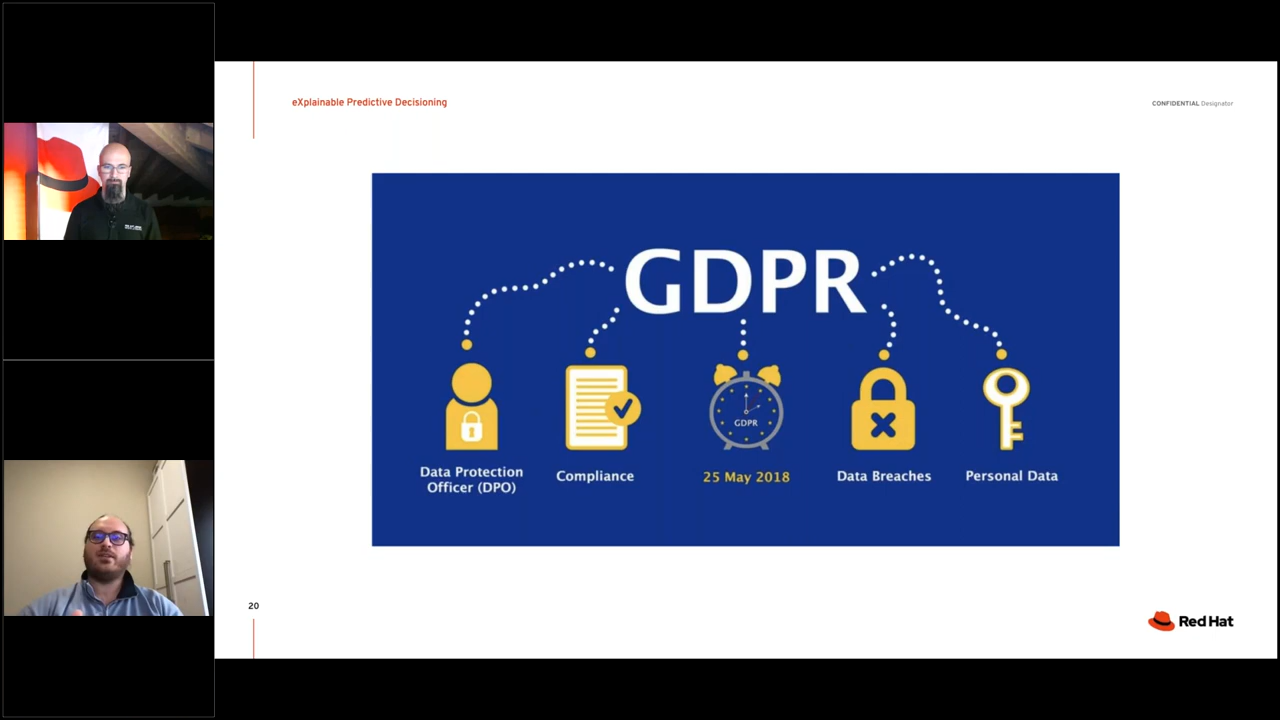 eXplainable Predictive Decisioning
CONFIDENTIAL Designator
GDPR
GDPR
Data Protection
Officer (DPO)
Compliance
25 May 2018
Data Breaches
Personal Data
20
Red Hat